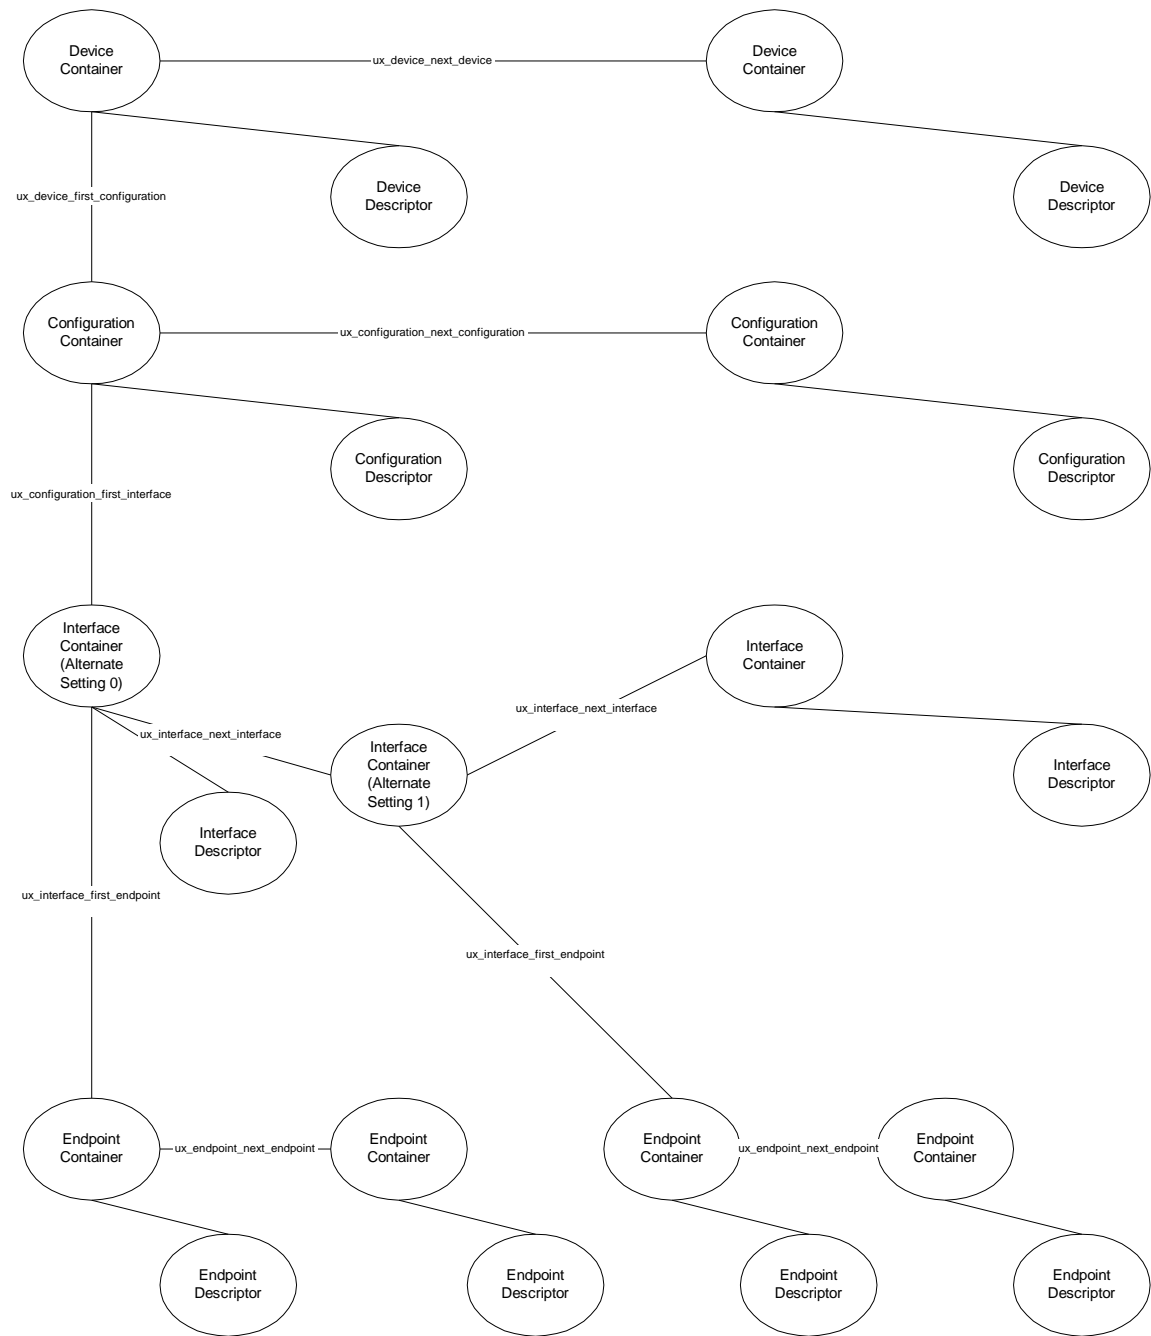 Device
Container
ux_device_next_device
Device
Container
ux_device_first_configuration
Device
Descriptor
Device
Descriptor
Configuration
Container
ux_configuration_next_configuration
Configuration
Container
Configuration
Descriptor
Configuration
Descriptor
ux_configuration_first_interface
Interface
Container
(Alternate
Setting 0)
Interface
Container
ux_interface_next_interface
ux_interface_next_interface
Interface
Container
(Alternate
Setting 1)
Interface
Descriptor
Interface
Descriptor
ux_interface_first_endpoint
ux_interface_first_endpoint
Endpoint
Container
ux_endpoint_next_endpoint
Endpoint
Container
Endpoint
Container
ux_endpoint_next_endpoint
Endpoint
Container
Endpoint
Descriptor
Endpoint
Descriptor
Endpoint
Descriptor
Endpoint
Descriptor